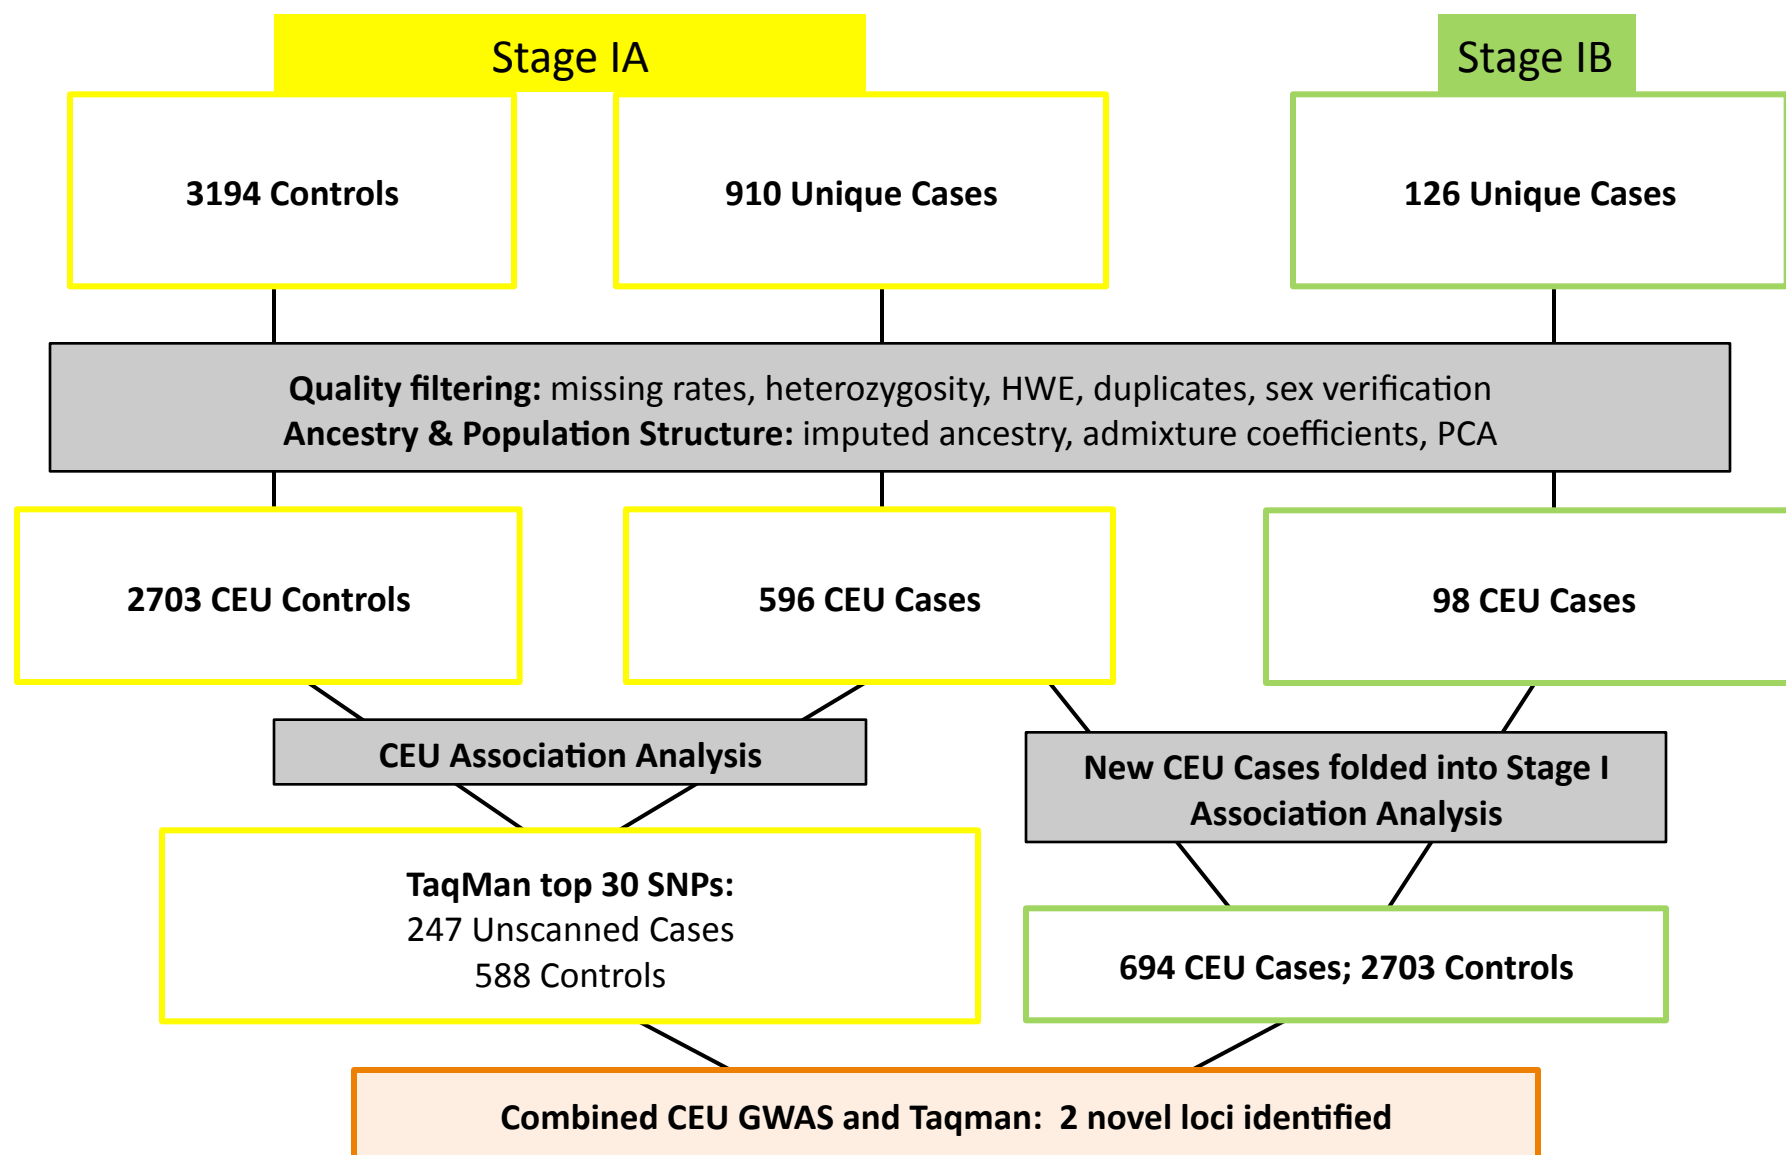 Stage IA
Stage IB
3194 Controls
910 Unique Cases
126 Unique Cases
Quality filtering: missing rates, heterozygosity, HWE, duplicates, sex verification
Ancestry & Population Structure: imputed ancestry, admixture coefficients, PCA
2703 CEU Controls
596 CEU Cases
98 CEU Cases
CEU Association Analysis
New CEU Cases folded into Stage I
Association Analysis
TaqMan top 30 SNPs:
247 Unscanned Cases
588 Controls
694 CEU Cases; 2703 Controls
Combined CEU GWAS and Taqman: 2 novel loci identified